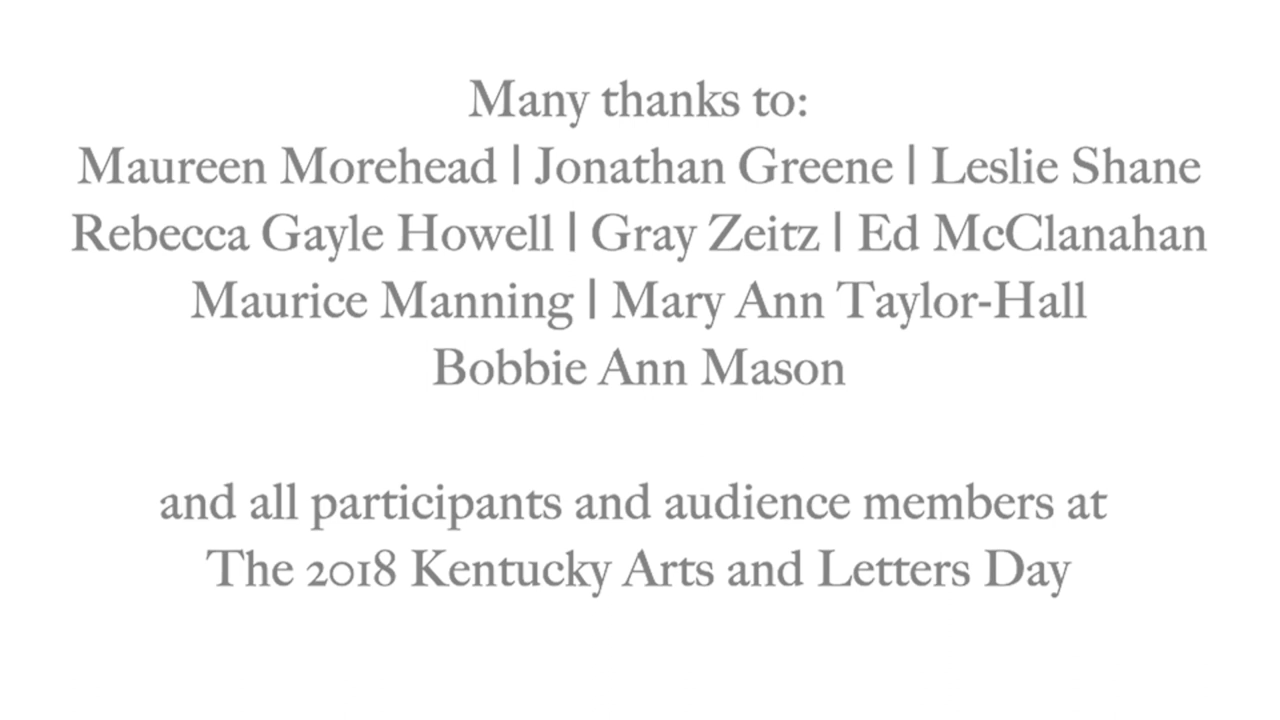 Many thanks to:
Maureen Morehead | Jonathan Greene | Leslie Shane
Rebecca Gayle Howell | Gray Zeitz | Ed McClanahan
Maurice Manning | Mary Ann Taylor-Hall
Bobbie Ann Mason
and all participants and audience members at
The 2018 Kentucky Arts and Letters Day